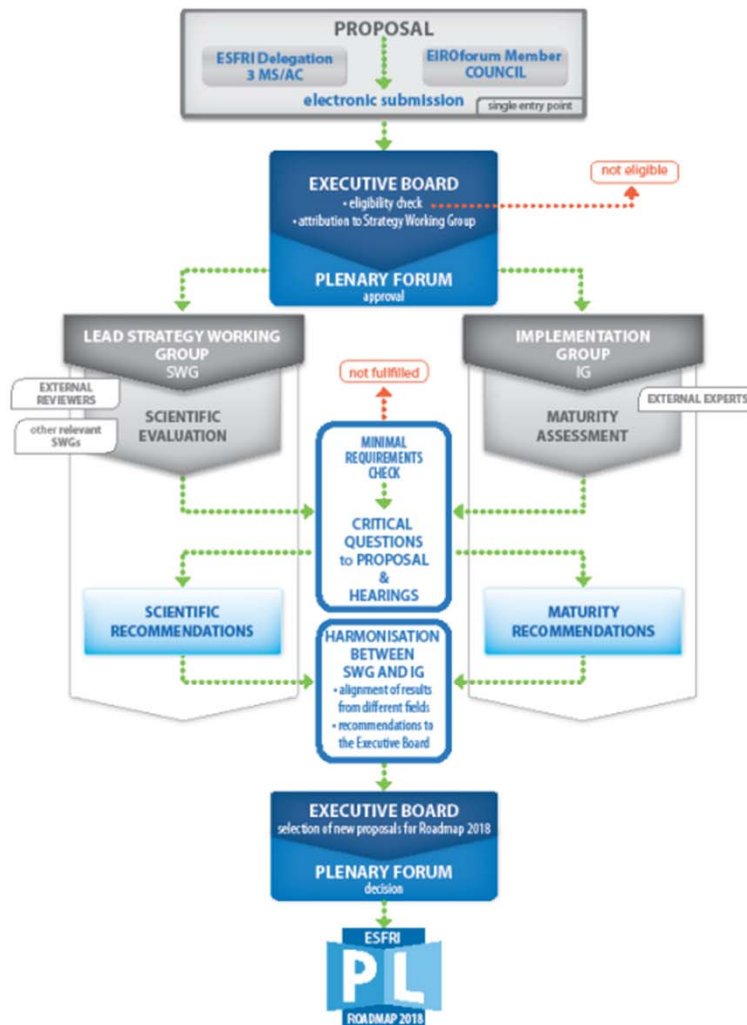 PROPOSAL
ESFRI Delegation
3 MS/AC
EIROforum Member
COUNCIL
electronic submission
single entry point
EXECUTIVE BOARD
• eligibility check
• attribution to Strategy Working Group
not eligible
PLENARY FORUM
approval
LEAD STRATEGY WORKING
GROUP
SWG
IMPLEMENTATION
GROUP
IG
not fullfilled
EXTERNAL
REVIEWERS
other relevant
SWGs
SCIENTIFIC
EVALUATION
EXTERNAL EXPERTS
MATURITY
ASSESSMENT
MINIMAL
REQUIREMENTS
CHECK
CRITICAL
QUESTIONS
to PROPOSAL
&
HEARINGS
SCIENTIFIC
RECOMMENDATIONS
MATURITY
RECOMMENDATIONS
HARMONISATION
BETWEEN
SWG AND IG
• alignment of results
from different fields
• recommendations to
the Executive Board
EXECUTIVE BOARD
selection of new proposals for Roadmap 2018
PLENARY FORUM
decision
ESFRI
PL
ROADMAP 2018